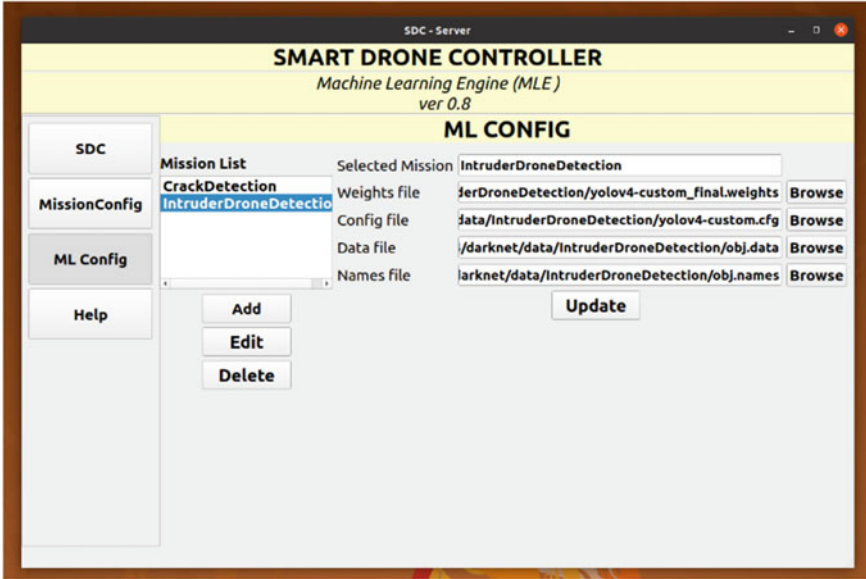 SDC - Server
SMART DRONE CONTROLLER
Machine Learning Engine (MLE )
ver 0.8
ML CONFIG
SDC
MissionConfig
ML Config
Help
Mission List
CrackDetection
IntruderDroneDetectio
Add
Edit
Delete
Selected Mission IntruderDroneDetection
Weights file derDroneDetection/yolov4-custom_final.weights Browse
Config file data/IntruderDroneDetection/yolov4-custom.cfg Browse
Data file /darknet/data/IntruderDroneDetection/obj.data Browse
Names file darknet/data/IntruderDroneDetection/obj.names Browse
Update